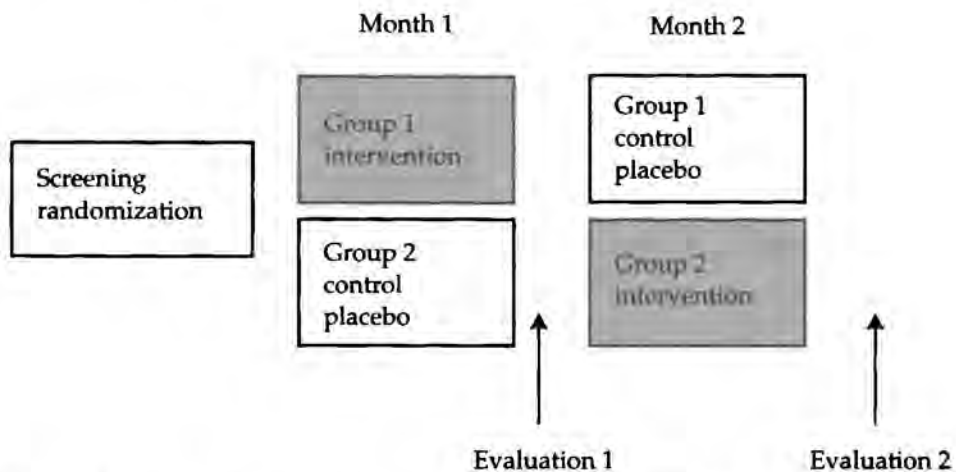 Month 1
Month 2
Group 1
intervention
Group 1
control
placebo
Screening
randomization
Group 2
control
placebo
Group 2
intervention
Evaluation 1
Evaluation 2